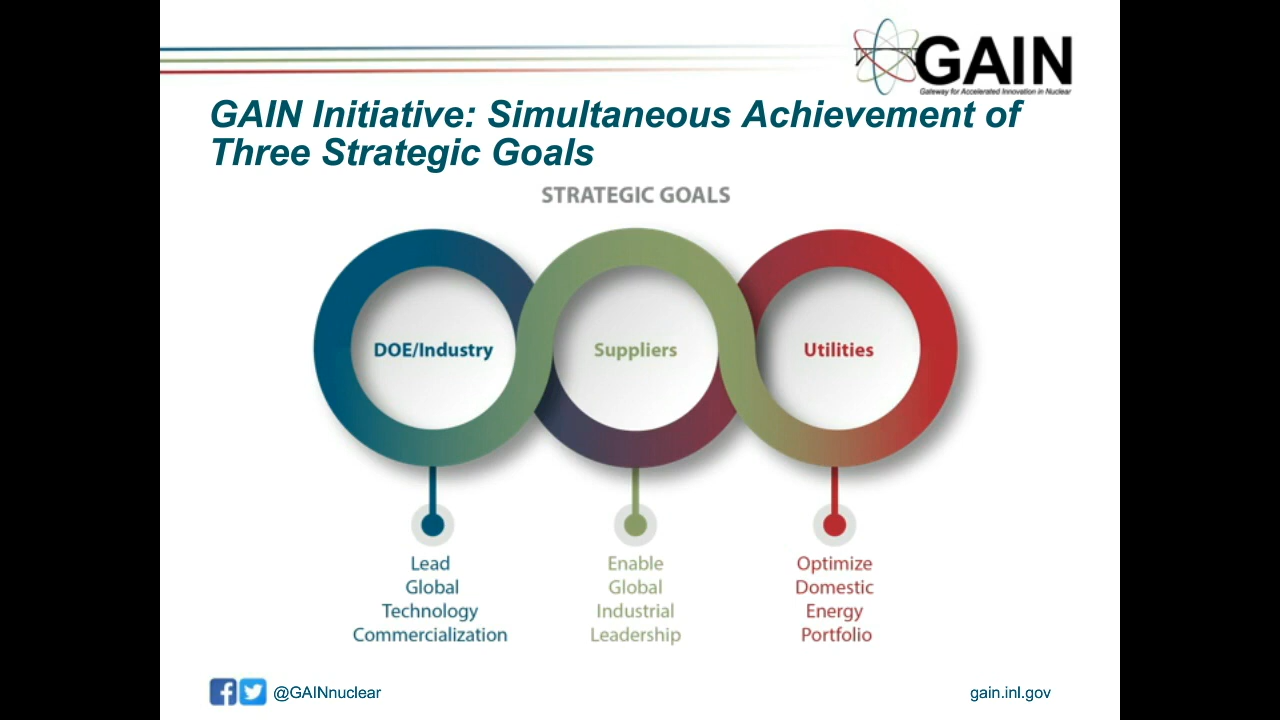 GAIN
Gateway for Accelerated Innovation in Nuclear
GAIN Initiative: Simultaneous Achievement of
Three Strategic Goals
STRATEGIC GOALS
DOE/Industry
Suppliers
Utilities
Lead
Global
Technology
Commercialization
Enable
Global
Industrial
Leadership
Optimize
Domestic
Energy
Portfolio
@GAINnuclear
gain.inl.gov